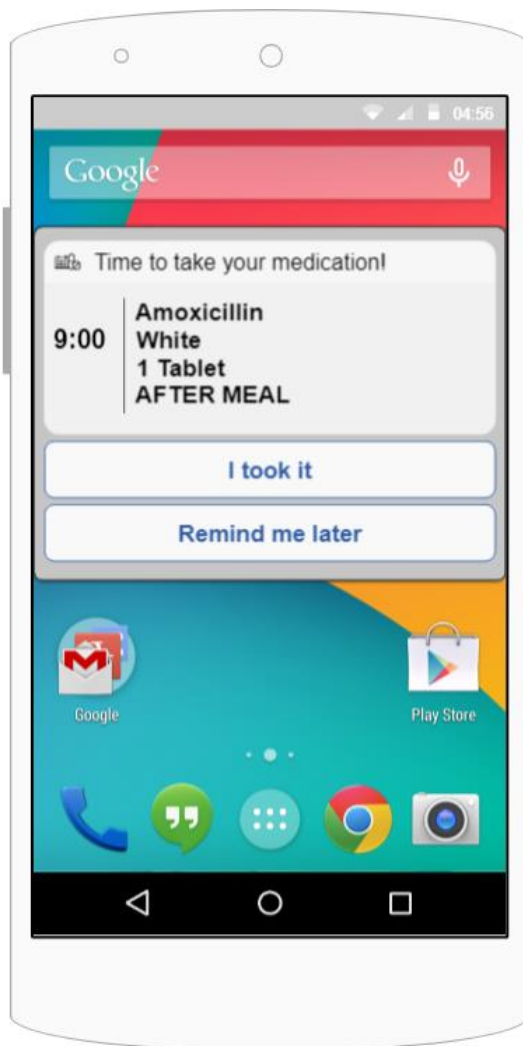 04:56
Google
Time to take your medication!
9:00
Amoxicillin
White
1 Tablet
AFTER MEAL
I took it
Remind me later
Google
Play Store